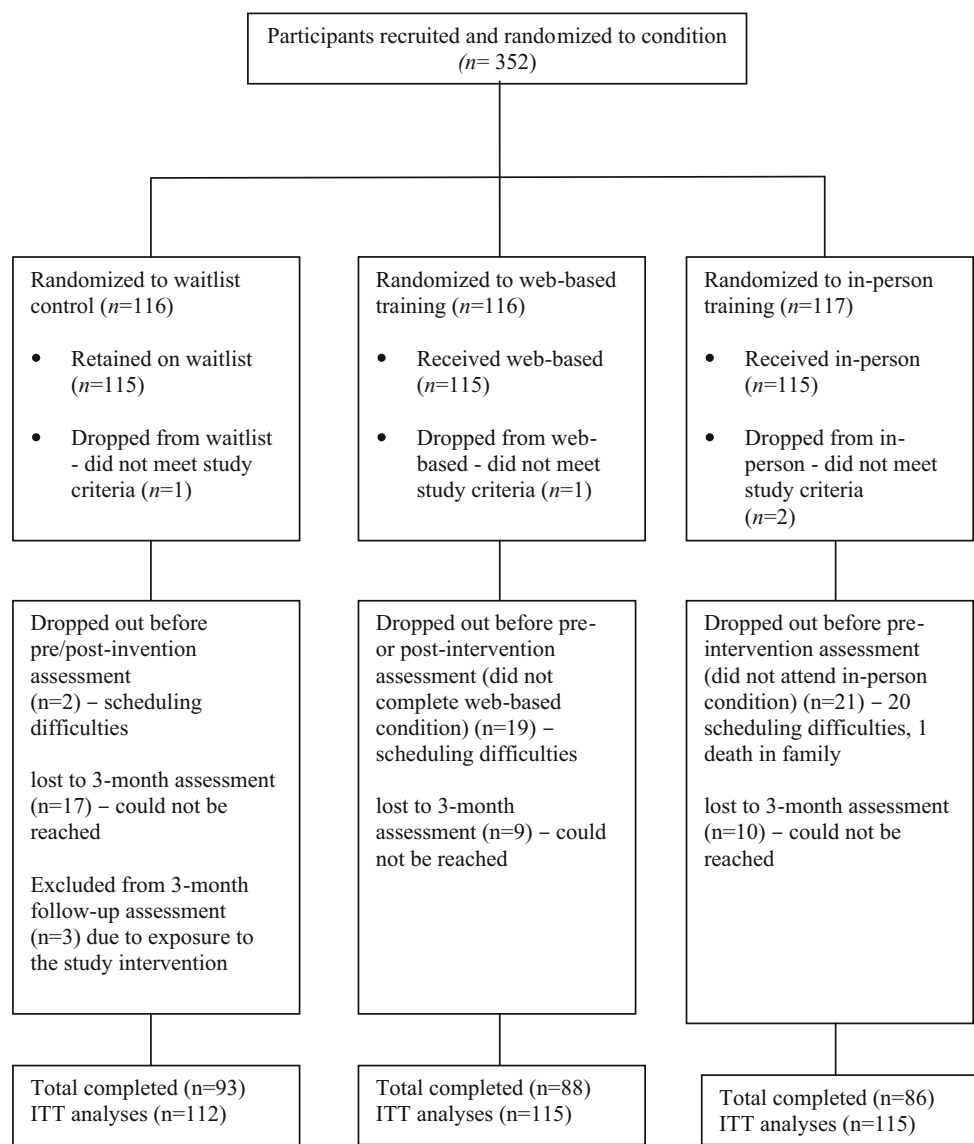 Participants recruited and randomized to condition
(n= 352)
Randomized to waitlist
control (n=116)
• Retained on waitlist
(n=115)
• Dropped from waitlist
- did not meet study
criteria (n=1)
Randomized to web-based
training (n=116)
• Received web-based
(n=115)
• Dropped from web-
based - did not meet
study criteria (n=1)
Randomized to in-person
training (n=117)
• Received in-person
(n=115)
• Dropped from in-
person - did not meet
study criteria
(n=2)
Dropped out before
pre/post-invention
assessment
(n=2) – scheduling
difficulties
lost to 3-month assessment
(n=17) – could not be
reached
Excluded from 3-month
follow-up assessment
(n=3) due to exposure to
the study intervention
Dropped out before pre-
or post-intervention
assessment (did not
complete web-based
condition) (n=19) –
scheduling difficulties
lost to 3-month
assessment (n=9) – could
not be reached
Dropped out before pre-
intervention assessment
(did not attend in-person
condition) (n=21) – 20
scheduling difficulties, 1
death in family
lost to 3-month assessment
(n=10) – could not be
reached
Total completed (n=93)
ITT analyses (n=112)
Total completed (n=88)
ITT analyses (n=115)
Total completed (n=86)
ITT analyses (n=115)